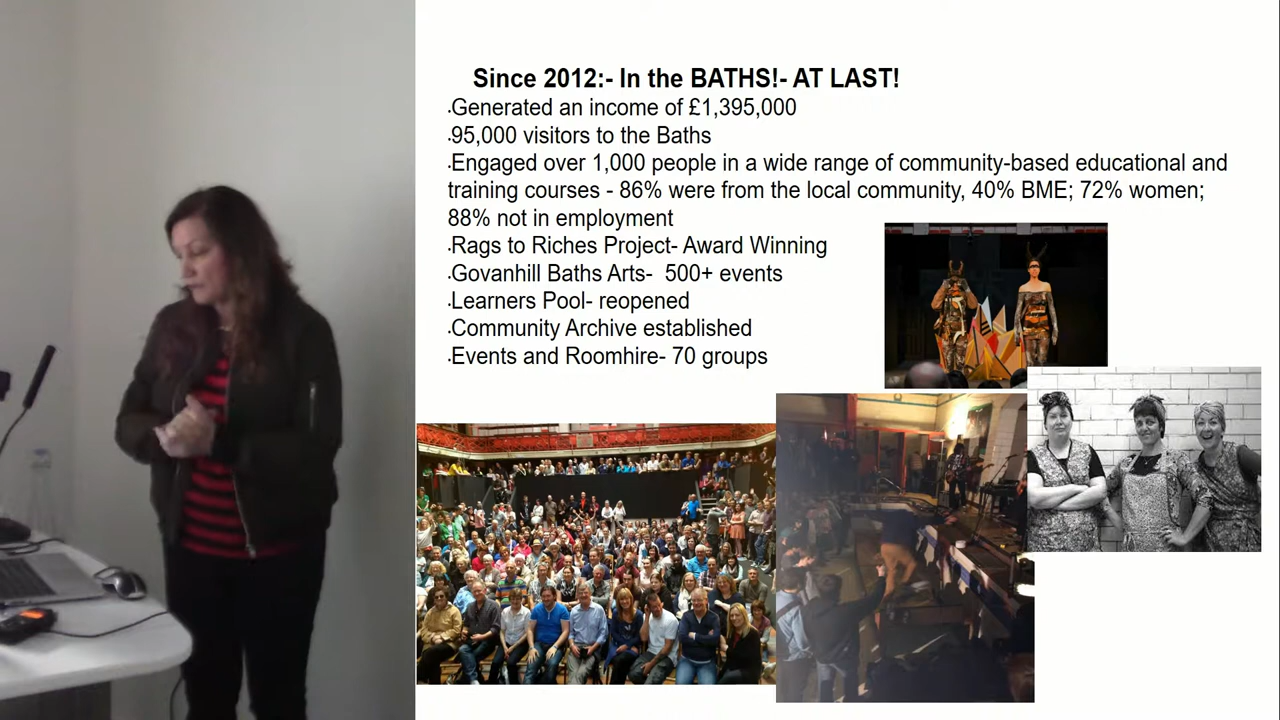 Since 2012:- In the BATHS!- AT LAST!
.Generated an income of £1,395,000
.95,000 visitors to the Baths
.Engaged over 1,000 people in a wide range of community-based educational and
training courses - 86% were from the local community, 40% BME; 72% women;
88% not in employment
.Rags to Riches Project- Award Winning
.Govanhill Baths Arts-  500+ events
.Learners Pool- reopened
.Community Archive established
.Events and Roomhire- 70 groups